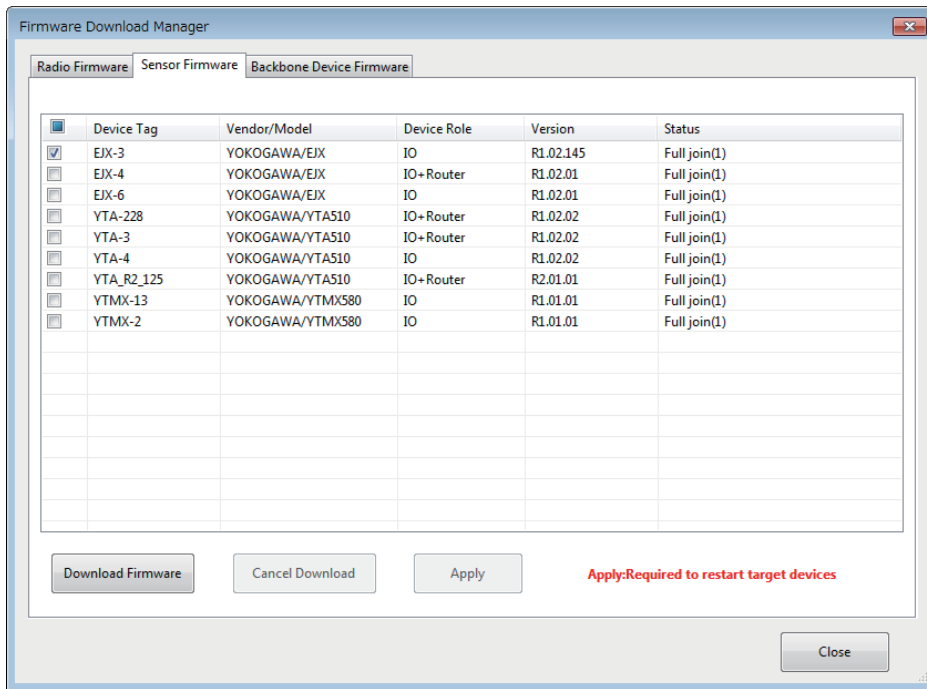 Firmware Download Manager
Radio Firmware Sensor Firmware Backbone Device Firmware
Device Tag Vendor/Model Device Role Version Status
EJX-3 YOKOGAWA/EJX IO R1.02.145 Full join(1)
EJX-4 YOKOGAWA/EJX IO+Router R1.02.01 Full join(1)
EJX-6 YOKOGAWA/EJX IO R1.02.01 Full join(1)
YTA-228 YOKOGAWA/YTA510 IO+Router R1.02.02 Full join(1)
YTA-3 YOKOGAWA/YTA510 IO+Router R1.02.02 Full join(1)
YTA-4 YOKOGAWA/YTA510 IO R1.02.02 Full join(1)
YTA_R2_125 YOKOGAWA/YTA510 IO+Router R2.01.01 Full join(1)
YTMX-13 YOKOGAWA/YTMX580 IO R1.01.01 Full join(1)
YTMX-2 YOKOGAWA/YTMX580 IO R1.01.01 Full join(1)
Download Firmware Cancel Download Apply Apply:Required to restart target devices
Close